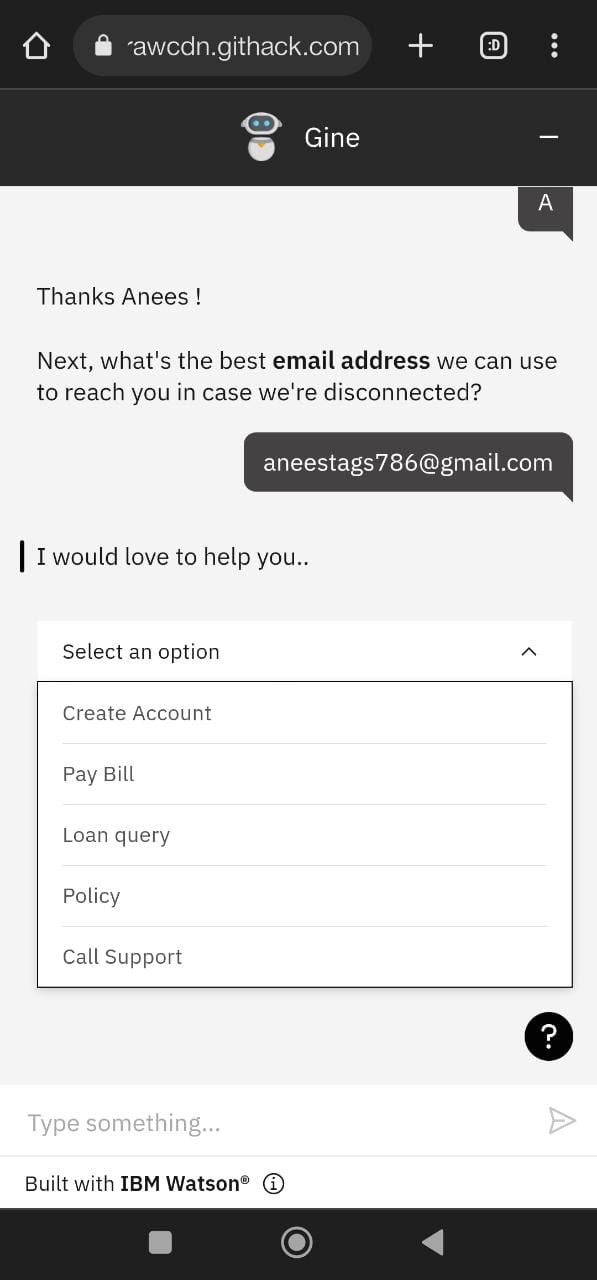 rawcdn.githack.com
:D
Gine
A
Thanks Anees !
Next, what's the best email address we can use
to reach you in case we're disconnected?
aneestags786@gmail.com
I would love to help you..
Select an option
Create Account
Pay Bill
Loan query
Policy
Call Support
?
Type something...
Built with IBM Watson®